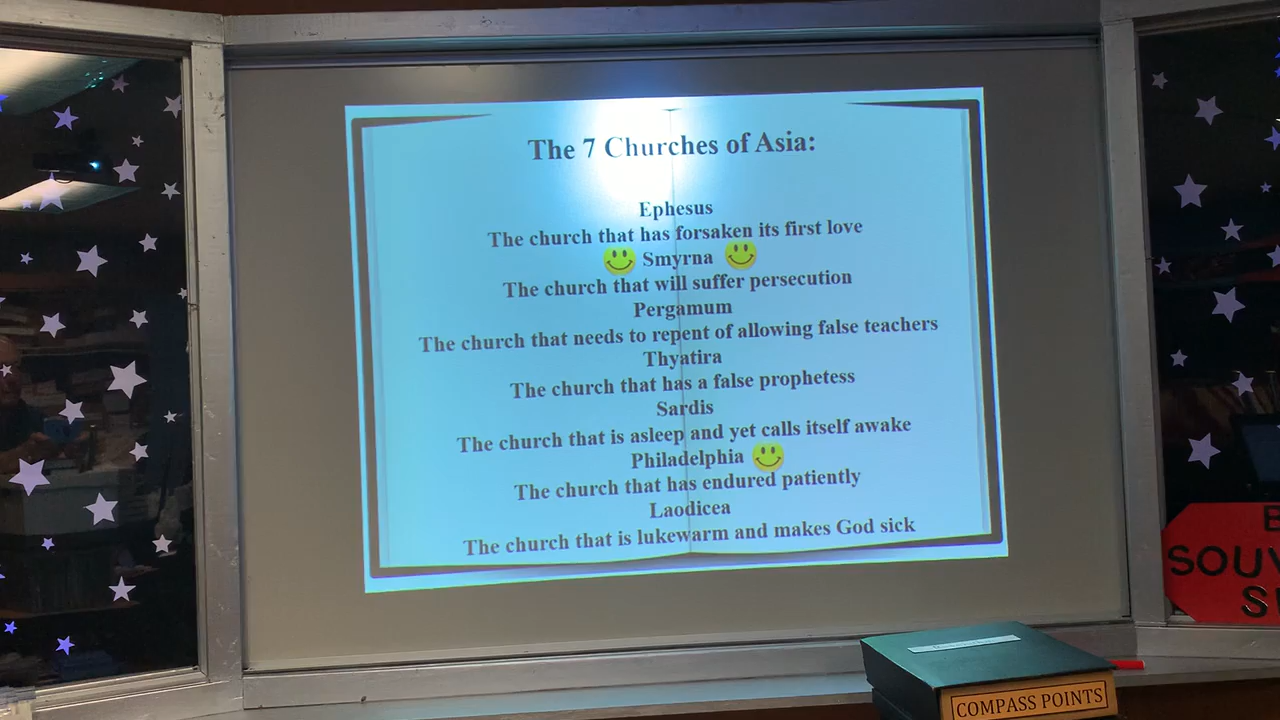 The 7 Churches of Asia:
Ephesus
The church that has forsaken its first love
Smyrna
The church that will suffer persecution
Pergamum
The church that needs to repent of allowing false teachers
Thyatira
The church that has a false prophetess
Sardis
The church that is asleep and yet calls itself awake
Philadelphia
The church that has endured patiently
Laodicea
The church that is lukewarm and makes God sick
COMPASS POINTS